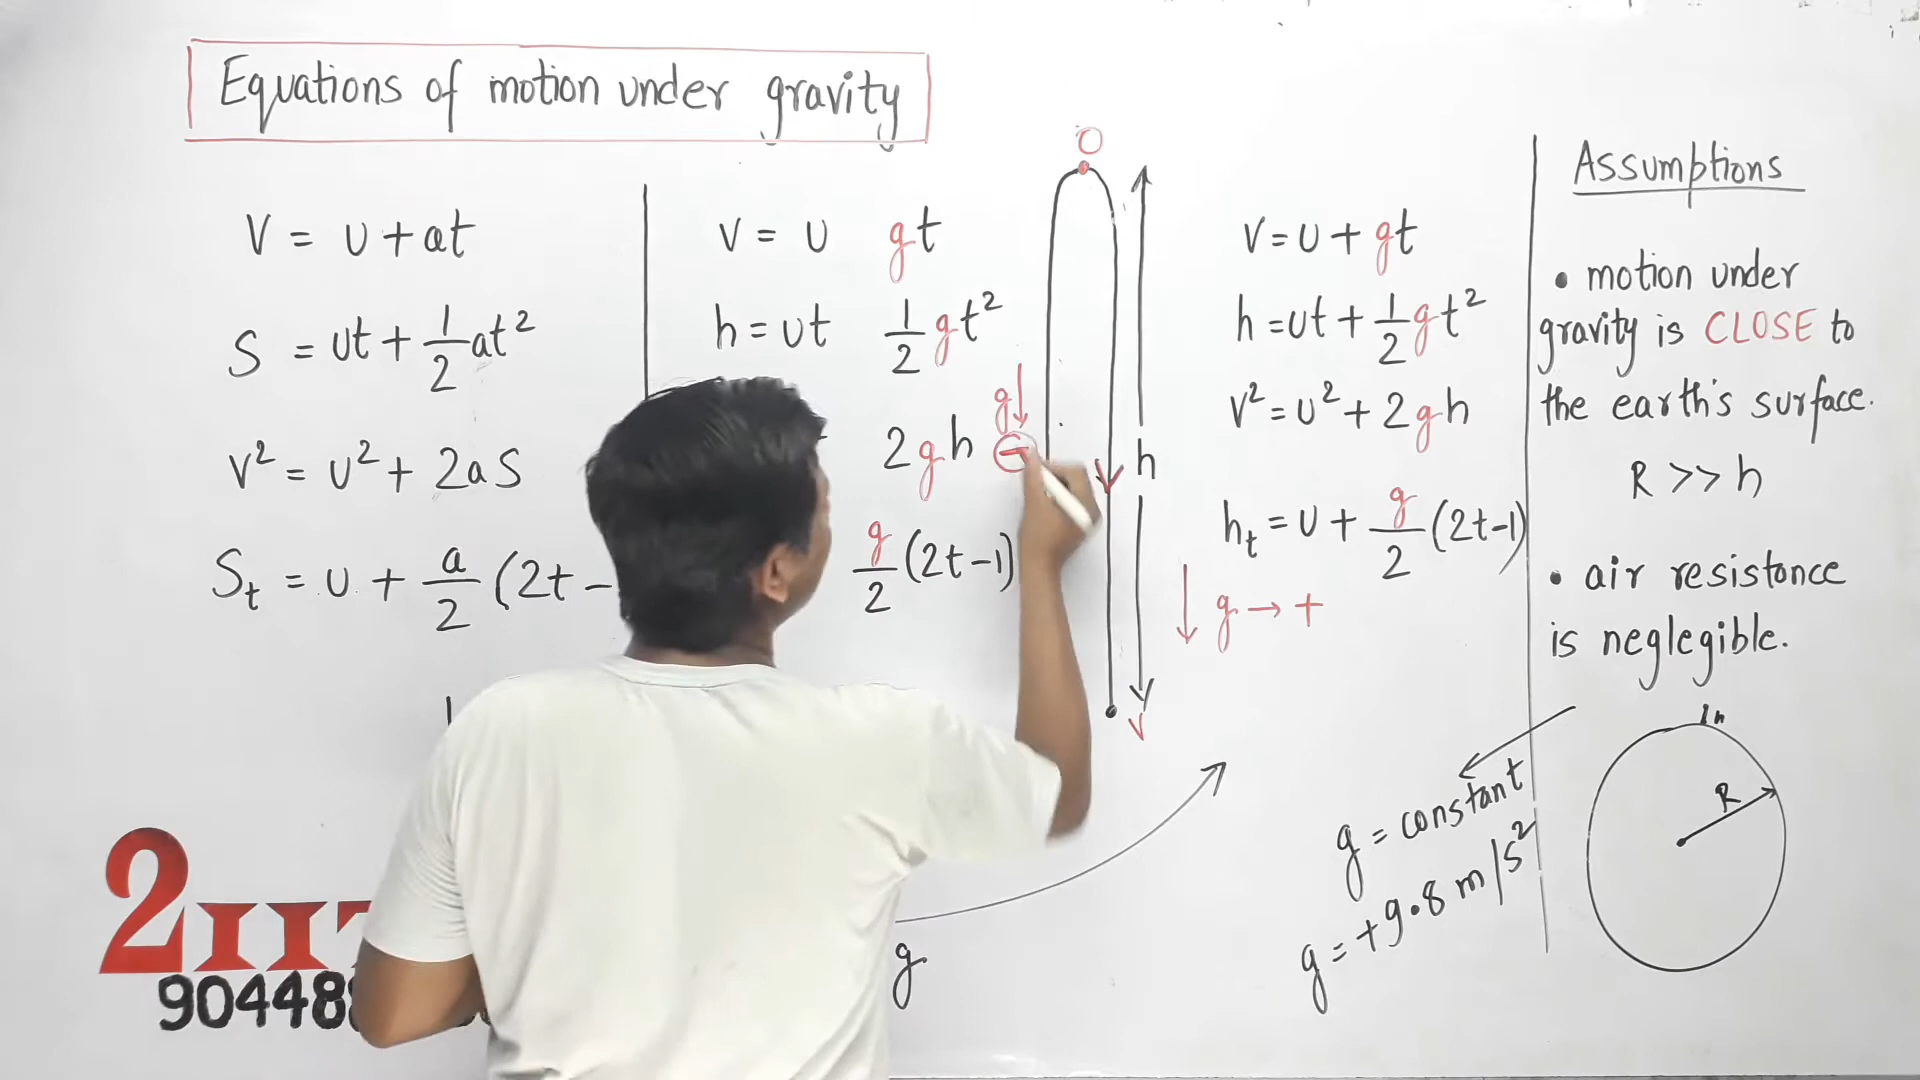 Equations of motion under gravity
V = U + at
S = Ut + 1/2 at²
V² = U² + 2aS
Sₜ = U + a/2 (2t –
V = U gt
h = Ut 1/2 gt²
2gh
g/2 (2t–1)
g↓
⊖
O
h
V
V = U + gt
h = Ut + 1/2 gt²
V² = U² + 2gh
hₜ = U + g/2 (2t–1)
↓ g → +
g
Assumptions
• motion under
gravity is CLOSE to
the earth's surface.
R >> h
• air resistance
is neglegible.
h
R
g = constant
g = +9.8 m/s²
2IIT
90448